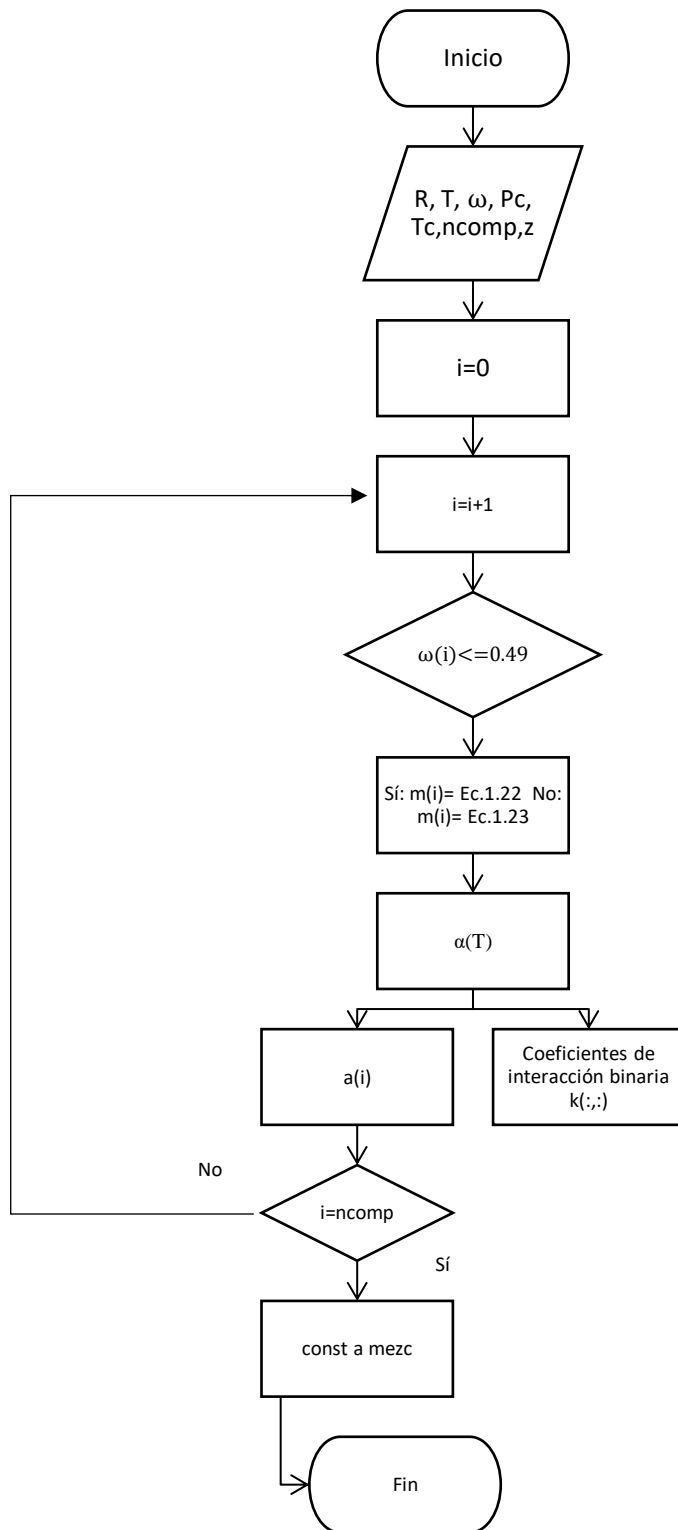 Inicio
R, T, ω, Pc,
Tc,ncomp,z
i=0
i=i+1
ω(i)<=0.49
Sí: m(i)= Ec.1.22  No:
m(i)= Ec.1.23
α(T)
a(i)
Coeficientes de
interacción binaria
k(:,:)
No
i=ncomp
Sí
const a mezc
Fin